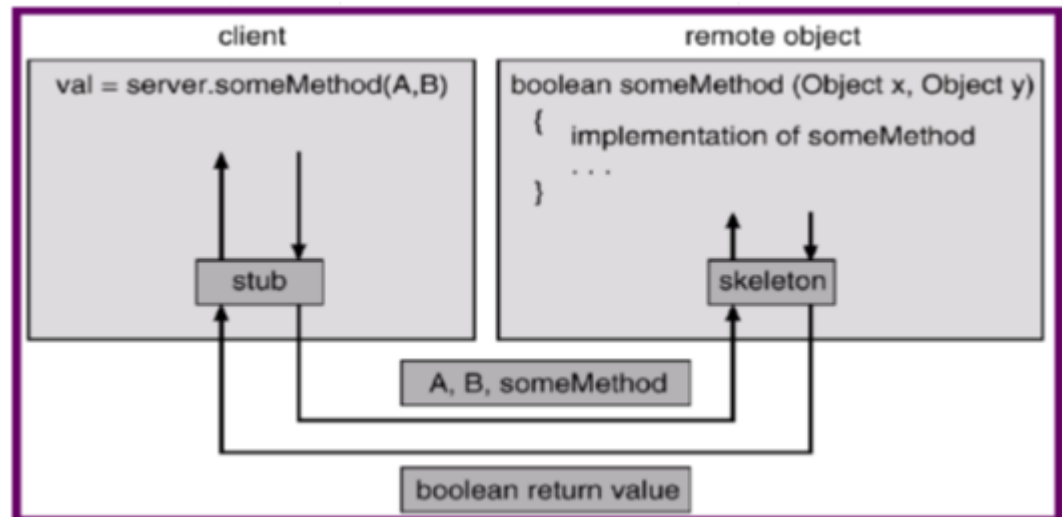 client
remote object
val = server.someMethod(A,B)
boolean someMethod (Object x, Object y)
{
implementation of someMethod
. . .
}
stub
skeleton
A, B, someMethod
boolean return value